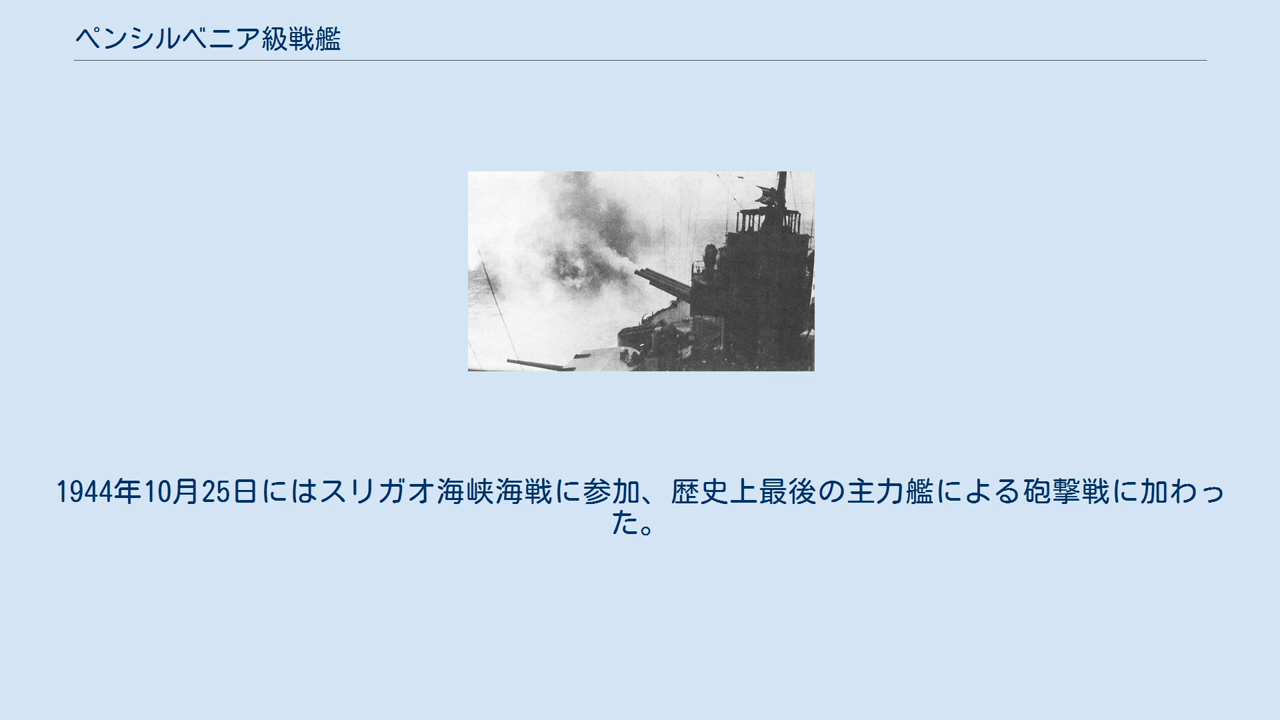 ペンシルベニア級戦艦
1944年10月25日にはスリガオ海峡海戦に参加、歴史上最後の主力艦による砲撃戦に加わっ
た。